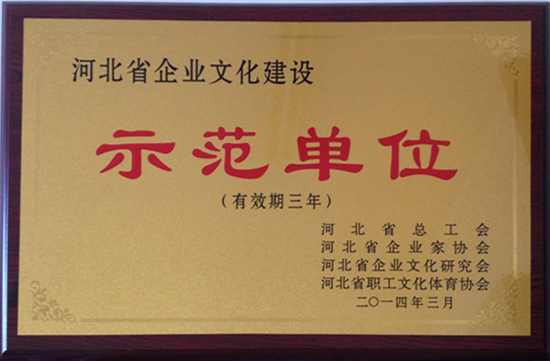 河北省企业文化建设
示范单位
(有效期三年)
河北省总工会
河北省企业家协会
河北省企业文化研究会
河北省职工文化体育协会
二〇一四年三月